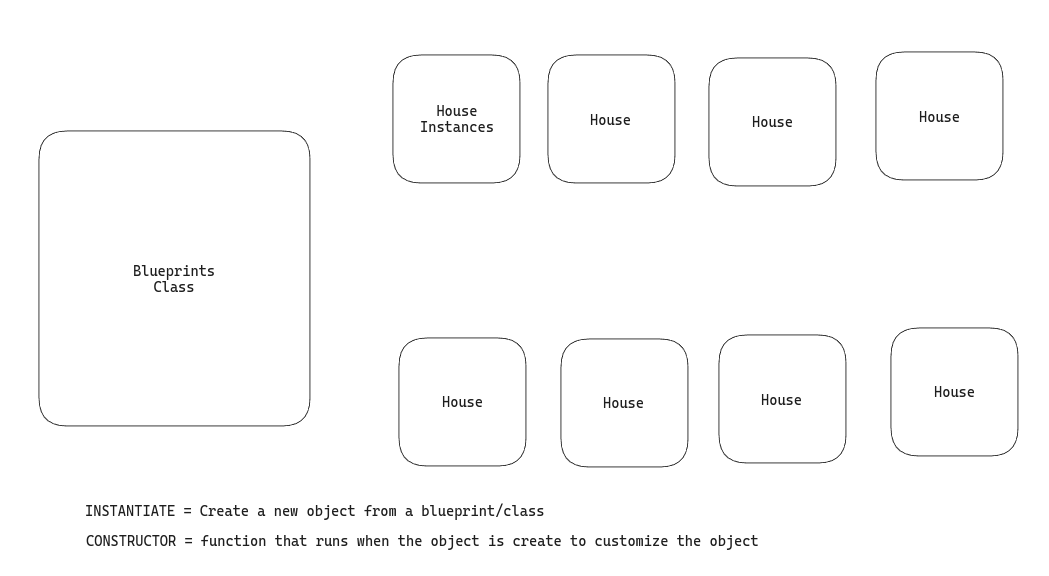 House
Instances
House
House
House
Blueprints
Class
House
House
House
House
INSTANTIATE = Create a new object from a blueprint/class
CONSTRUCTOR = function that runs when the object is create to customize the object